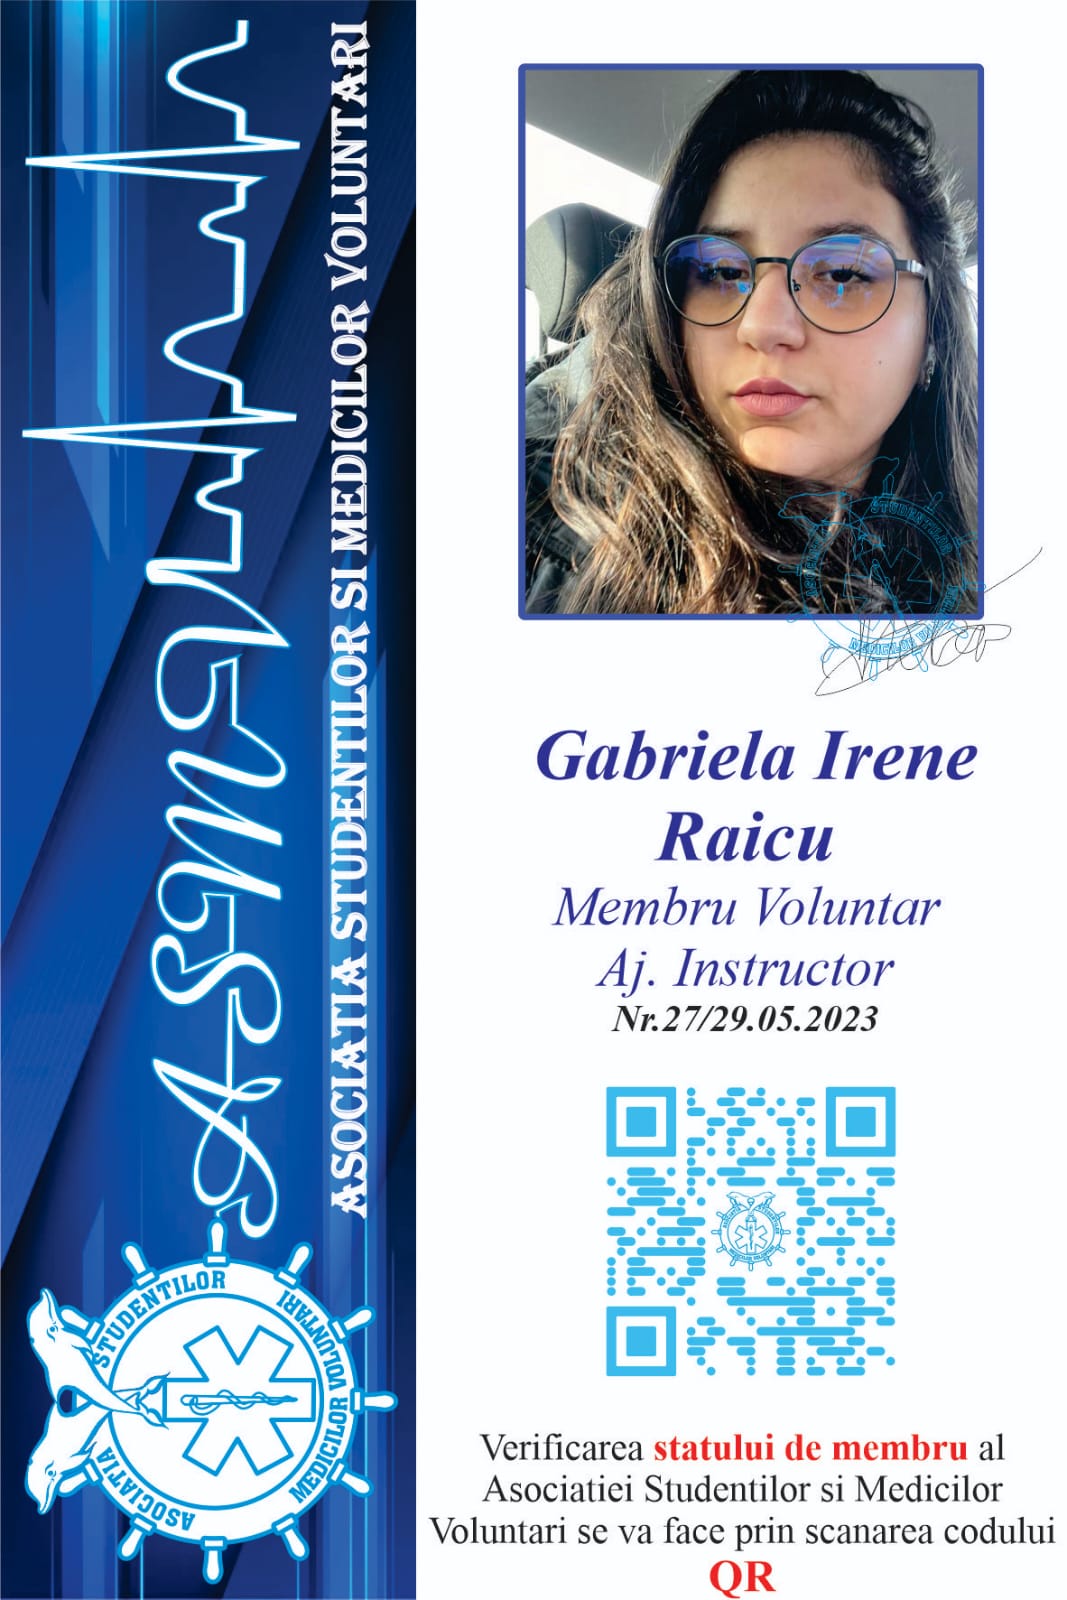 ASMV
ASOCIATIA STUDENTILOR SI MEDICILOR VOLUNTARI
ASOCIATIA STUDENTILOR
MEDICILOR VOLUNTARI
STUDENTILOR
MEDICILOR
Gabriela Irene
Raicu
Membru Voluntar
Aj. Instructor
Nr.27/29.05.2023
Verificarea statului de membru al
Asociatiei Studentilor si Medicilor
Voluntari se va face prin scanarea codului
QR